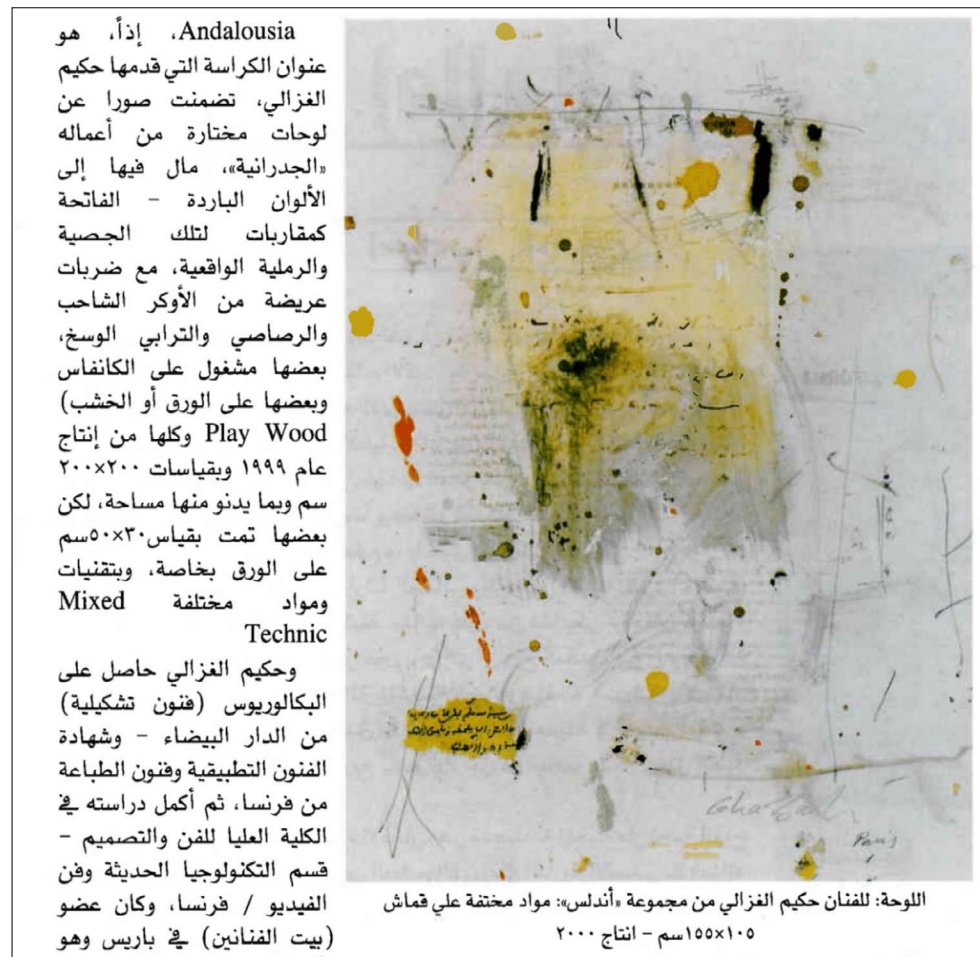 Andalousia، إذاً، هو
عنوان الكراسة التي قدمها حكيم
الغزالي، تضمنت صورا عن
لوحات مختارة من أعماله
«الجدرانية»، مال فيها إلى
الألوان الباردة – الفاتحة
كمقاربات لتلك الجصية
والرملية الواقعية، مع ضربات
عريضة من الأوكر الشاحب
والرصاصي والترابي الوسخ،
بعضها مشغول على الكانفاس
وبعضها على الورق أو الخشب)
Play Wood وكلها من إنتاج
عام ١٩٩٩ وبقياسات ٢٠٠×٢٠٠
سم وبما يدنو منها مساحة، لكن
بعضها تمت بقياس٣٠×٥٠سم
على الورق بخاصة، وبتقنيات
ومواد مختلفة Mixed
Technic
وحكيم الغزالي حاصل على
البكالوريوس (فنون تشكيلية)
من الدار البيضاء – وشهادة
الفنون التطبيقية وفنون الطباعة
من فرنسا، ثم أكمل دراسته في
الكلية العليا للفن والتصميم –
قسم التكنولوجيا الحديثة وفن
الفيديو / فرنسا، وكان عضو
(بيت الفنانين) في باريس وهو
Paris
اللوحة: للفنان حكيم الغزالي من مجموعة «أندلس»: مواد مختفة علي قماش
١٠٥×١٥٥سم – انتاج ٢٠٠٠